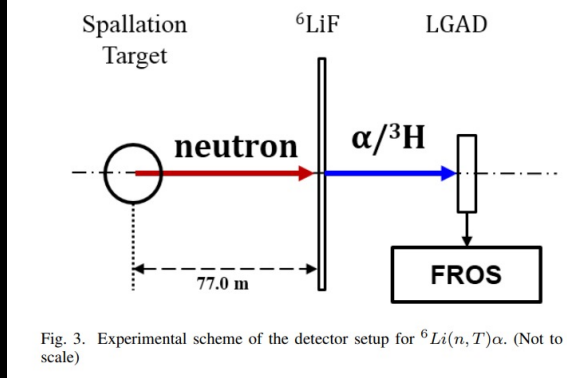 Spallation
Target
⁶LiF
LGAD
neutron
α/³H
77.0 m
FROS
Fig. 3. Experimental scheme of the detector setup for ⁶Li(n, T)α. (Not to
scale)